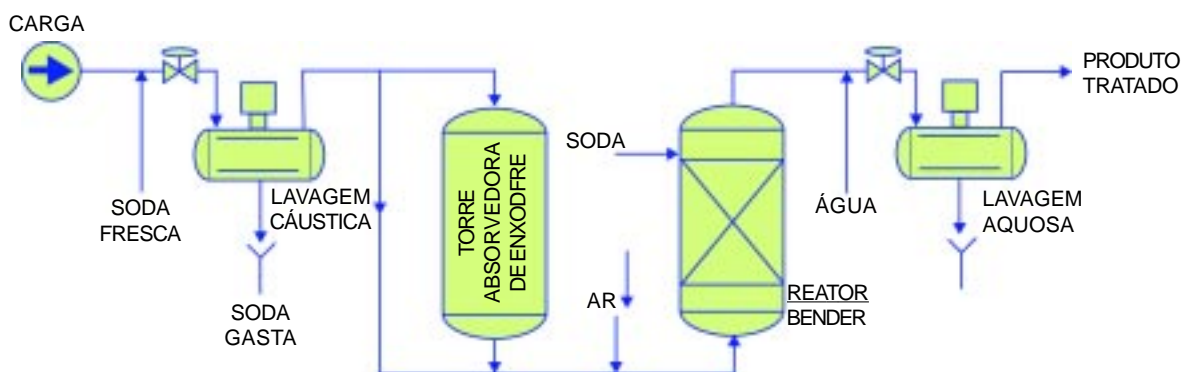 CARGA
SODA
FRESCA
SODA
GASTA
LAVAGEM
CÁUSTICA
TORRE
ABSORVEDORA
DE ENXODFRE
AR
SODA
REATOR
BENDER
ÁGUA
LAVAGEM
AQUOSA
PRODUTO
TRATADO